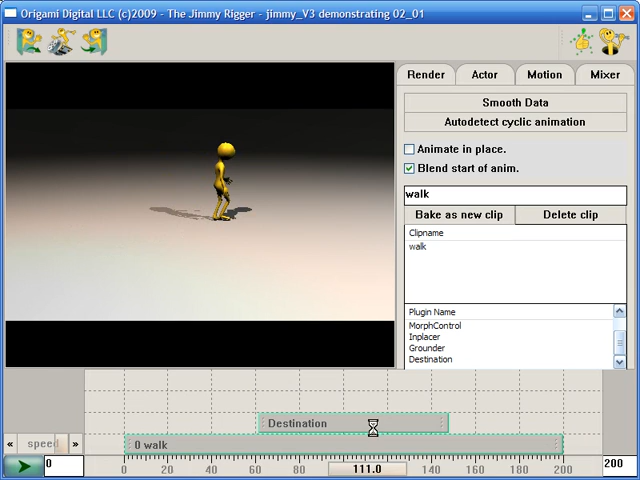 Origami Digital LLC (c)2009 - The Jimmy Rigger - jimmy_V3 demonstrating 02_01
Render Actor Motion Mixer
Smooth Data
Autodetect cyclic animation
Animate in place.
Blend start of anim.
walk
Bake as new clip Delete clip
Clipname
walk
Plugin Name
MorphControl
Inplacer
Grounder
Destination
Destination
« speed » 0 walk
0 0 20 40 60 80 111.0 140 160 180 200 200